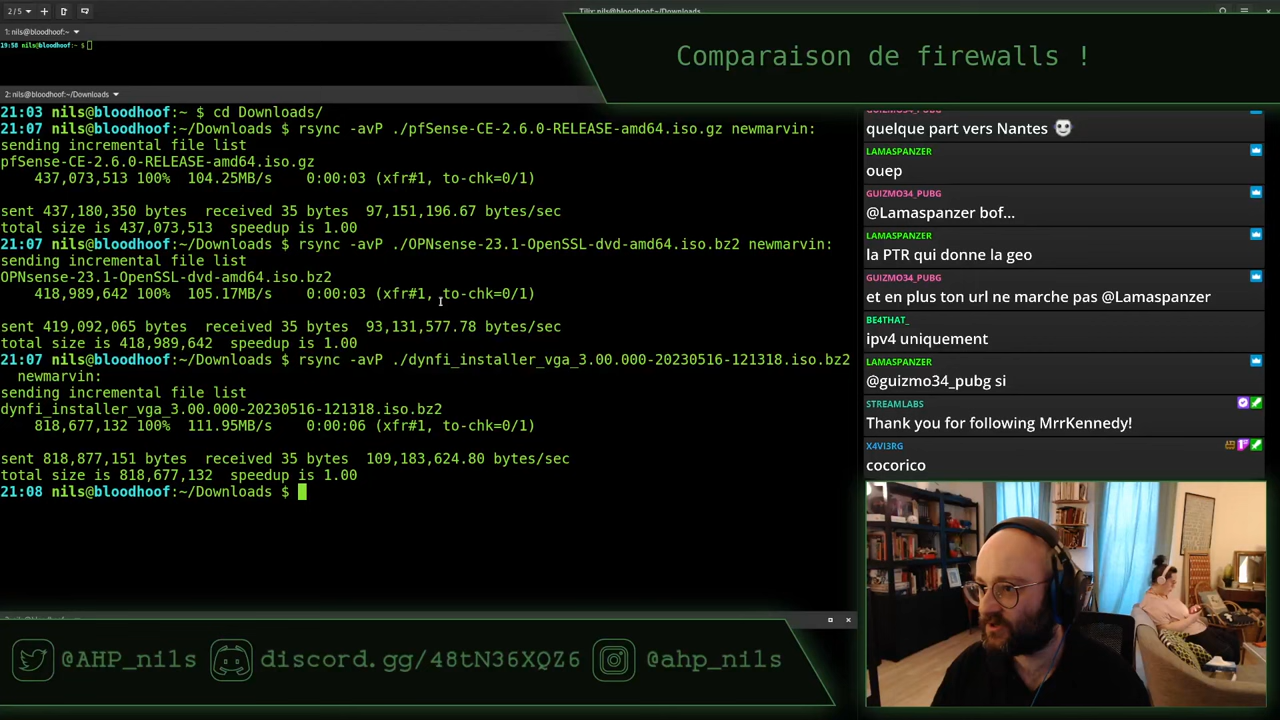 2/5
Tilix: nils@bloodhoof:~/Downloads
1: nils@bloodhoof:~
19:58 nils@bloodhoof:~ $
Comparaison de firewalls !
2: nils@bloodhoof:~/Downloads
21:03 nils@bloodhoof:~ $ cd Downloads/
21:07 nils@bloodhoof:~/Downloads $ rsync -avP ./pfSense-CE-2.6.0-RELEASE-amd64.iso.gz newmarvin:
sending incremental file list
pfSense-CE-2.6.0-RELEASE-amd64.iso.gz
437,073,513 100% 104.25MB/s 0:00:03 (xfr#1, to-chk=0/1)
sent 437,180,350 bytes received 35 bytes 97,151,196.67 bytes/sec
total size is 437,073,513 speedup is 1.00
21:07 nils@bloodhoof:~/Downloads $ rsync -avP ./OPNsense-23.1-OpenSSL-dvd-amd64.iso.bz2 newmarvin:
sending incremental file list
OPNsense-23.1-OpenSSL-dvd-amd64.iso.bz2
418,989,642 100% 105.17MB/s 0:00:03 (xfr#1, to-chk=0/1)
sent 419,092,065 bytes received 35 bytes 93,131,577.78 bytes/sec
total size is 418,989,642 speedup is 1.00
21:07 nils@bloodhoof:~/Downloads $ rsync -avP ./dynfi_installer_vga_3.00.000-20230516-121318.iso.bz2
newmarvin:
sending incremental file list
dynfi_installer_vga_3.00.000-20230516-121318.iso.bz2
818,677,132 100% 111.95MB/s 0:00:06 (xfr#1, to-chk=0/1)
sent 818,877,151 bytes received 35 bytes 109,183,624.80 bytes/sec
total size is 818,677,132 speedup is 1.00
21:08 nils@bloodhoof:~/Downloads $
GUIZMO34_PUBG
quelque part vers Nantes
LAMASPANZER
ouep
GUIZMO34_PUBG
@Lamaspanzer bof...
LAMASPANZER
la PTR qui donne la geo
GUIZMO34_PUBG
et en plus ton url ne marche pas @Lamaspanzer
BE4THAT_
ipv4 uniquement
LAMASPANZER
@guizmo34_pubg si
STREAMLABS
Thank you for following MrrKennedy!
X4VI3RG
cocorico
@AHP_nils discord.gg/48tN36XQZ6 @ahp_nils